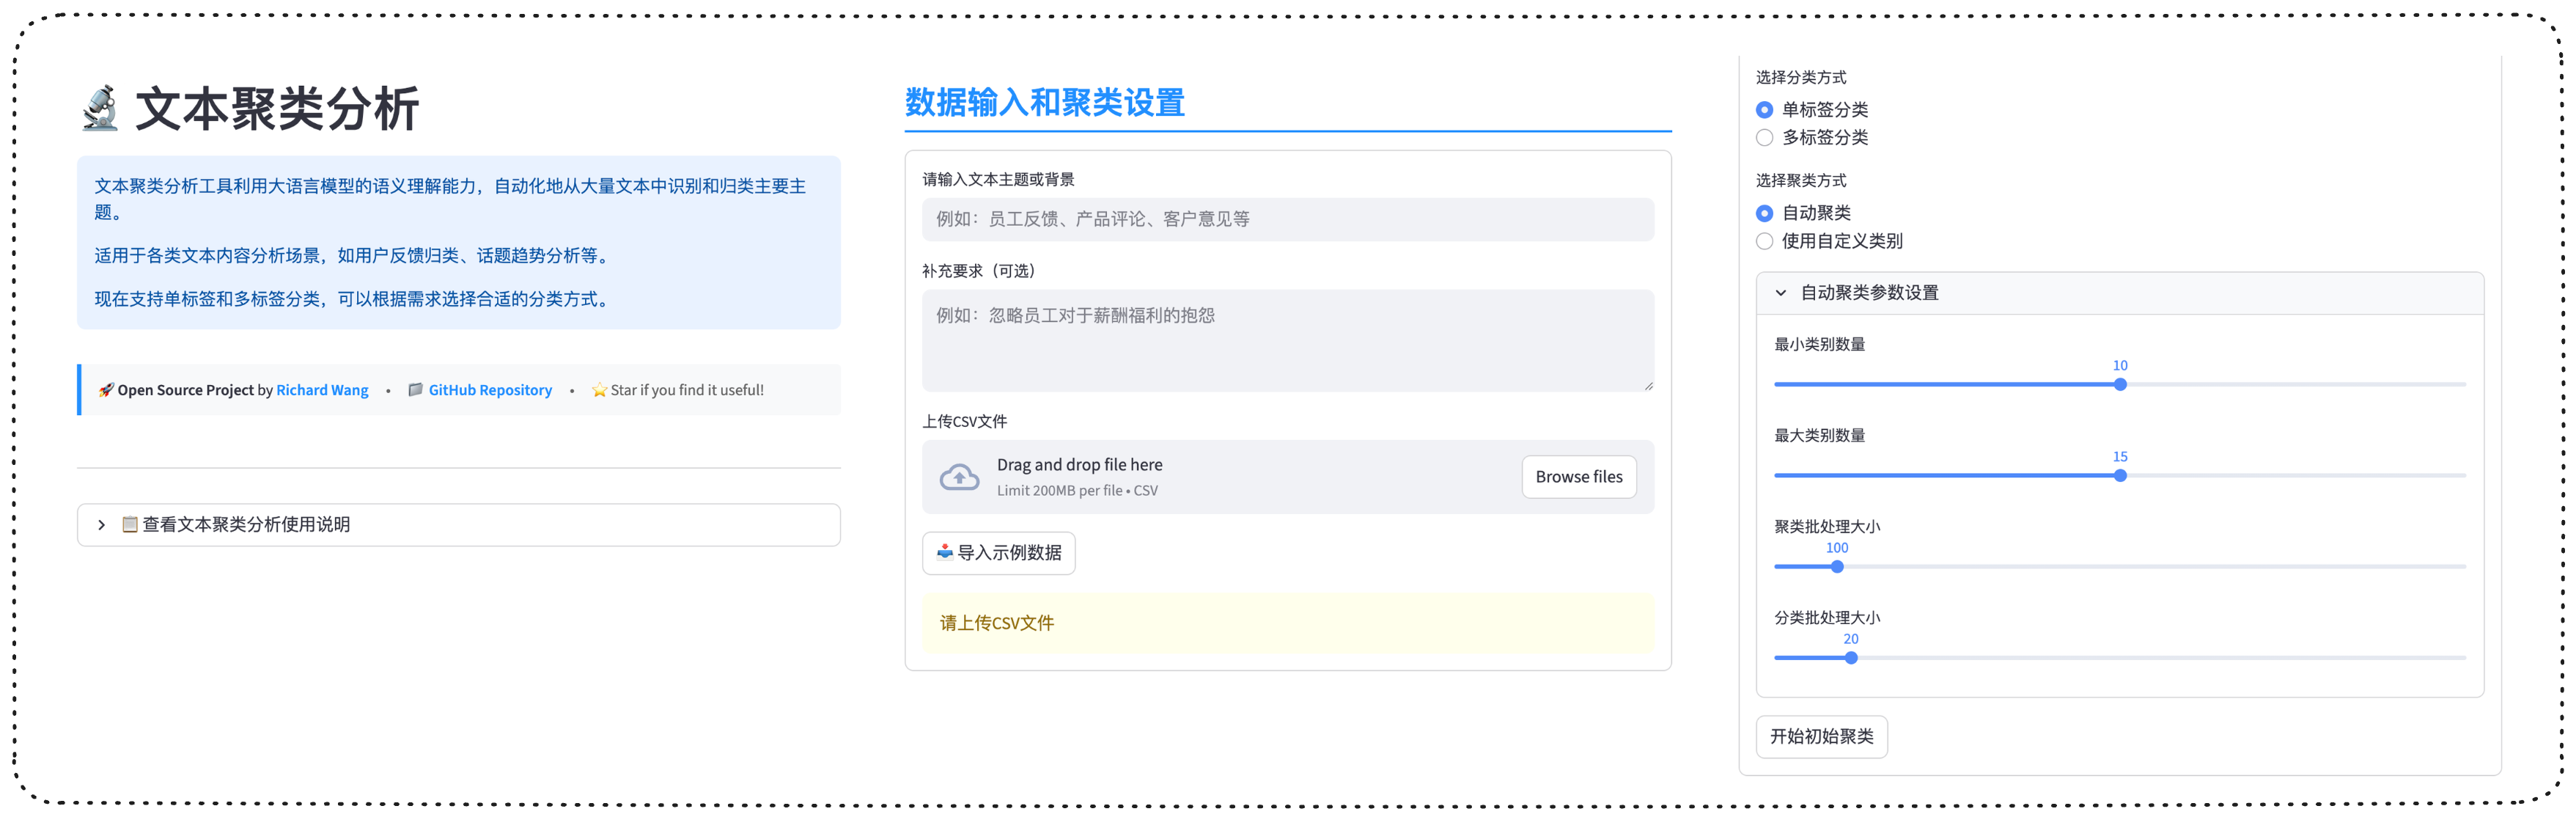 🔬 文本聚类分析
文本聚类分析工具利用大语言模型的语义理解能力，自动化地从大量文本中识别和归类主要主
题。
适用于各类文本内容分析场景，如用户反馈归类、话题趋势分析等。
现在支持单标签和多标签分类，可以根据需求选择合适的分类方式。
🚀 Open Source Project by Richard Wang • 📁 GitHub Repository • ⭐ Star if you find it useful!
📋 查看文本聚类分析使用说明
数据输入和聚类设置
请输入文本主题或背景
例如：员工反馈、产品评论、客户意见等
补充要求（可选）
例如：忽略员工对于薪酬福利的抱怨
上传CSV文件
Drag and drop file here
Limit 200MB per file • CSV
Browse files
📥 导入示例数据
请上传CSV文件
选择分类方式
单标签分类
多标签分类
选择聚类方式
自动聚类
使用自定义类别
自动聚类参数设置
最小类别数量
10
最大类别数量
15
聚类批处理大小
100
分类批处理大小
20
开始初始聚类